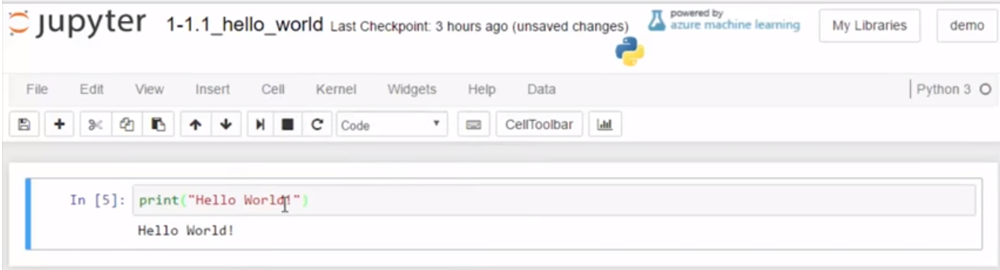 jupyter 1-1.1_hello_world Last Checkpoint: 3 hours ago (unsaved changes)
powered by
azure machine learning
My Libraries
demo
File Edit View Insert Cell Kernel Widgets Help Data
Python 3
Code
CellToolbar
In [5]: print("Hello World!")
Hello World!